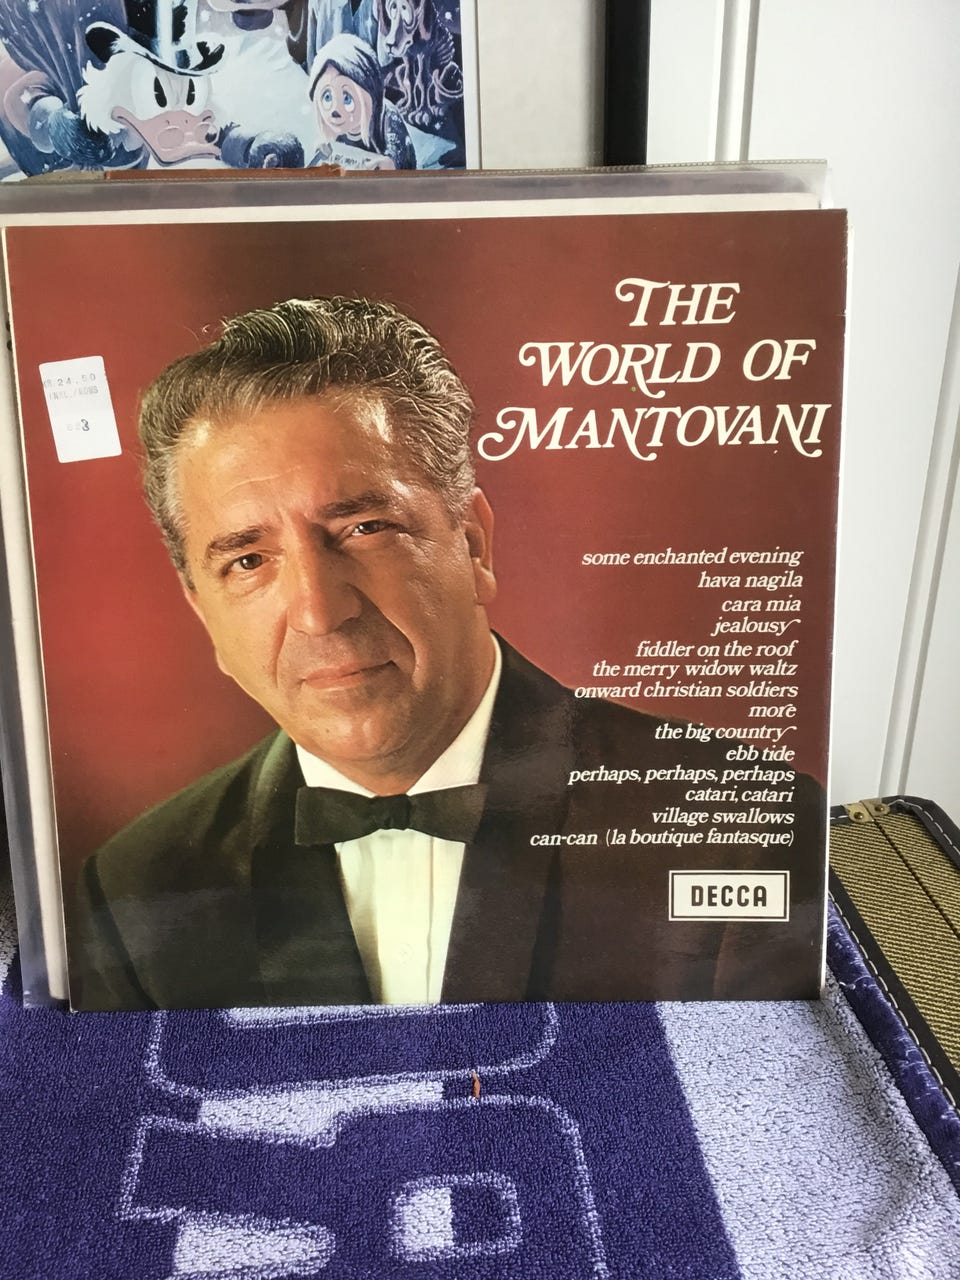 THE
WORLD OF
MANTOVANI
24.50
some enchanted evening
hava nagila
cara mia
jealousy
fiddler on the roof
the merry widow waltz
onward christian soldiers
more
the big country
ebb tide
perhaps, perhaps, perhaps
catari, catari
village swallows
can-can (la boutique fantasque)
DECCA